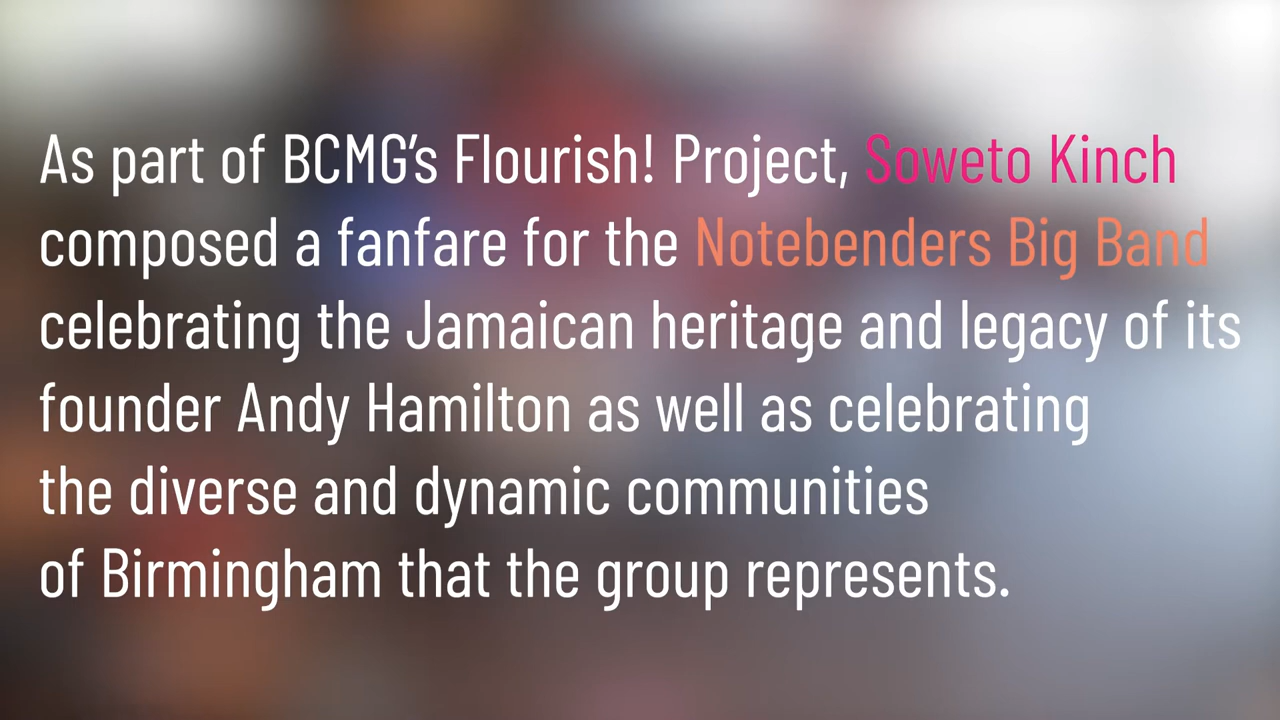 As part of BCMG’s Flourish! Project, Soweto Kinch
composed a fanfare for the Notebenders Big Band
celebrating the Jamaican heritage and legacy of its
founder Andy Hamilton as well as celebrating
the diverse and dynamic communities
of Birmingham that the group represents.